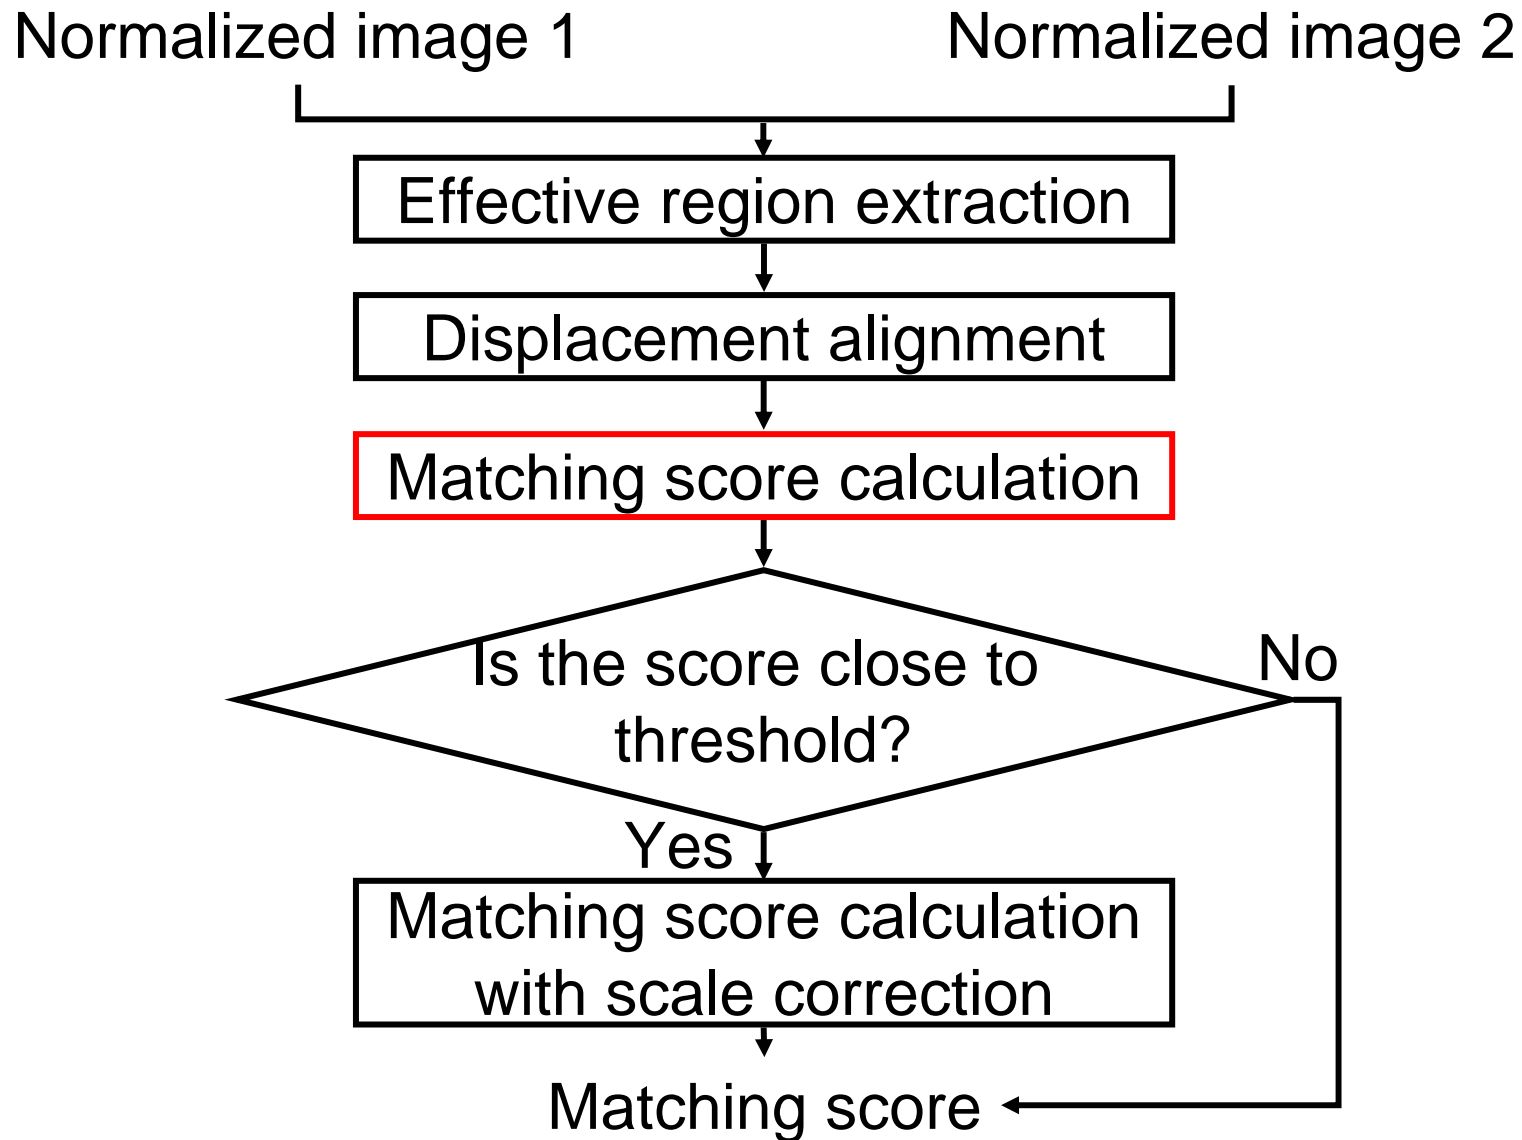 Normalized image 1
Normalized image 2
Effective region extraction
Displacement alignment
Matching score calculation
Is the score close to
threshold?
No
Yes
Matching score calculation
with scale correction
Matching score